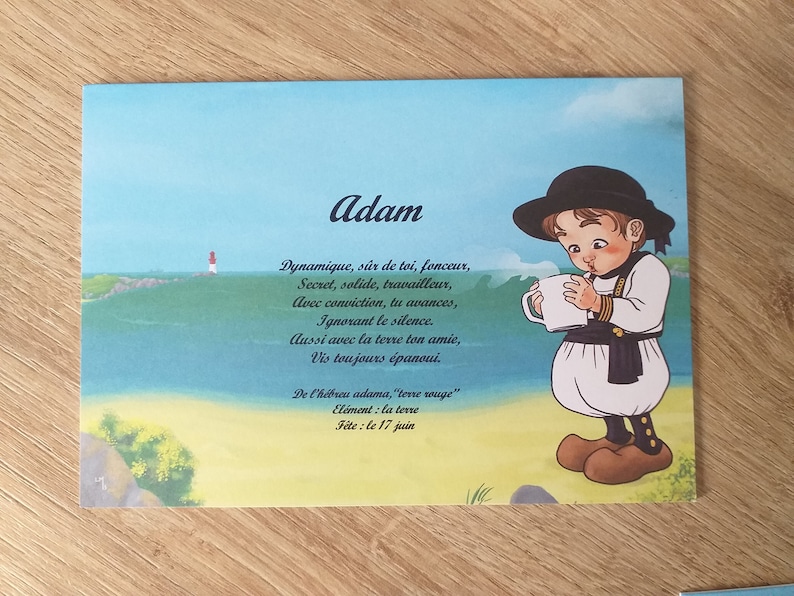 Adam
Dynamique, sûr de toi, fonceur,
Secret, solide, travailleur,
Avec conviction, tu avances,
Ignorant le silence.
Aussi avec la terre ton amie,
Vis toujours épanoui.
De l'hébreu adama, "terre rouge"
Elément : la terre
Fête : le 17 juin